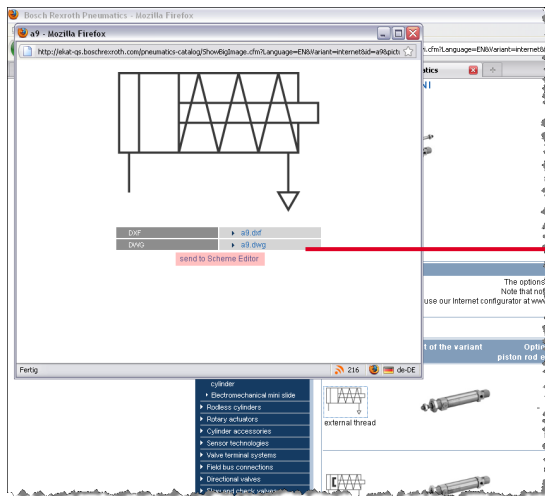 Bosch Rexroth Pneumatics - Mozilla Firefox
a9 - Mozilla Firefox
http://ekat-qs.boschrexroth.com/pneumatics-catalog/ShowBigImage.cfm?Language=EN&Variant=internet&id=a9&pict
.cfm?Language=EN&Variant=internet&
atics
NI
DXF a9.dxf
DWG a9.dwg
send to Scheme Editor
The options
Note that not
use our Internet configurator at www
t of the variant
Opti
piston rod e
Fertig 216 de-DE
cylinder
Electromechanical mini slide
Rodless cylinders
Rotary actuators
Cylinder accessories
Sensor technologies
Valve terminal systems
Field bus connections
Directional valves
external thread